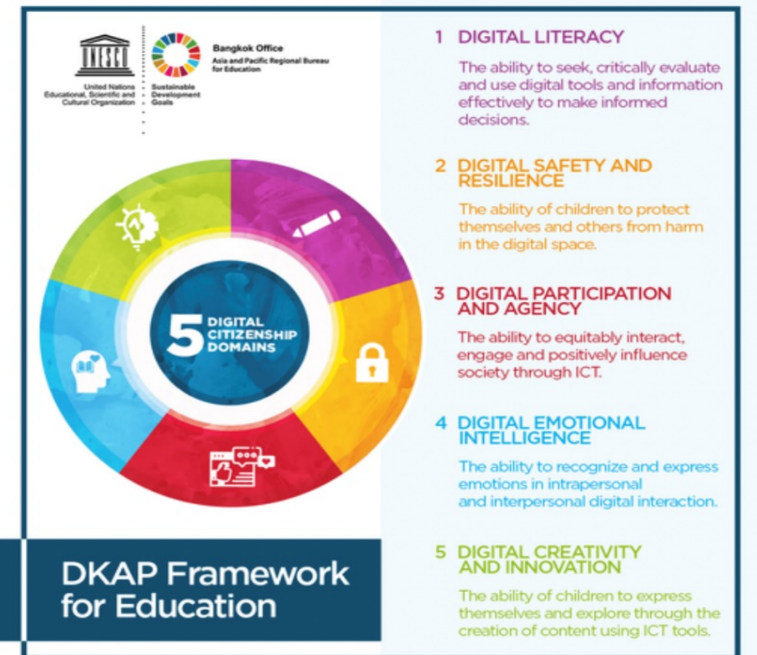 UNESCO
United Nations
Educational, Scientific and
Cultural Organization
Sustainable
Development
Goals
Bangkok Office
Asia and Pacific Regional Bureau
for Education
5 DIGITAL
CITIZENSHIP
DOMAINS
DKAP Framework
for Education
1 DIGITAL LITERACY
The ability to seek, critically evaluate
and use digital tools and information
effectively to make informed
decisions.
2 DIGITAL SAFETY AND
RESILIENCE
The ability of children to protect
themselves and others from harm
in the digital space.
3 DIGITAL PARTICIPATION
AND AGENCY
The ability to equitably interact,
engage and positively influence
society through ICT.
4 DIGITAL EMOTIONAL
INTELLIGENCE
The ability to recognize and express
emotions in intrapersonal
and interpersonal digital interaction.
5 DIGITAL CREATIVITY
AND INNOVATION
The ability of children to express
themselves and explore through the
creation of content using ICT tools.